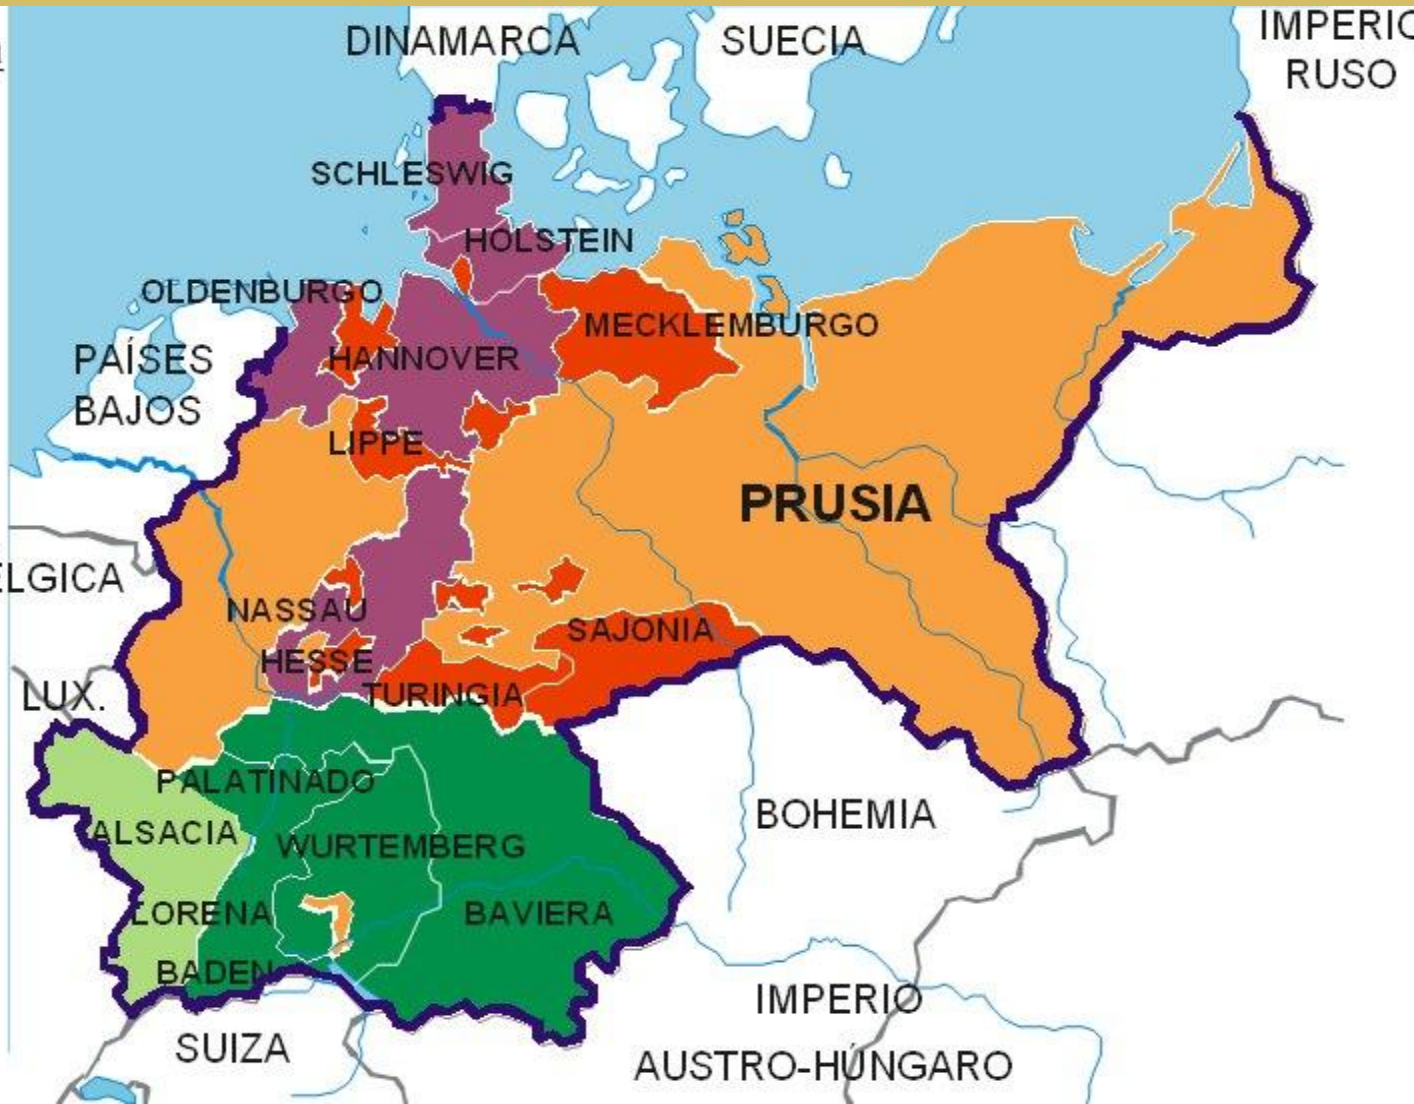 DINAMARCA
SUECIA
IMPERIO
RUSO
SCHLESWIG
HOLSTEIN
OLDENBURGO
MECKLEMBURGO
PAÍSES
BAJOS
HANNOVER
LIPPE
PRUSIA
ELGICA
NASSAU
SAJONIA
HESSE
LUX.
TURINGIA
PALATINADO
ALSACIA
WURTEMBERG
BOHEMIA
LORENA
BAVIERA
BADEN
IMPERIO
AUSTRO-HÚNGARO
SUIZA